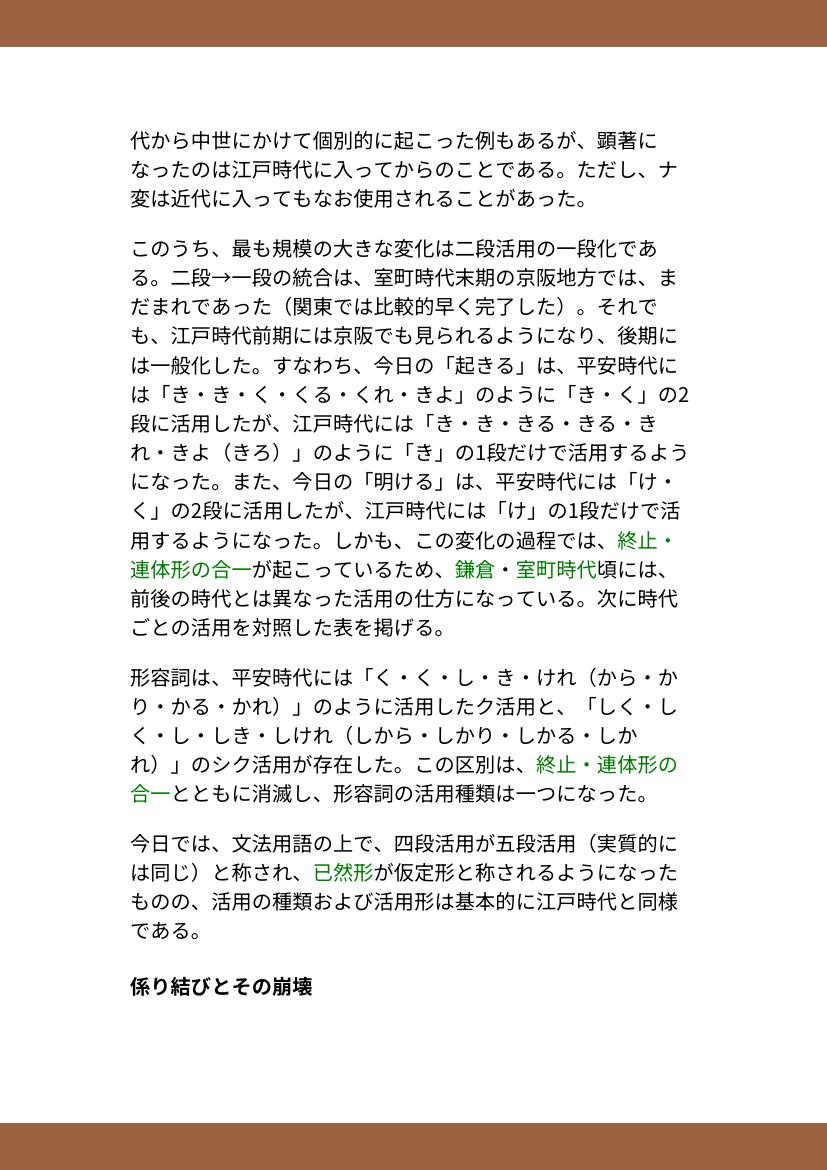 代から中世にかけて個別的に起こった例もあるが、顕著に
なったのは江戸時代に入ってからのことである。ただし、ナ
変は近代に入ってもなお使用されることがあった。
このうち、最も規模の大きな変化は二段活用の一段化であ
る。二段→一段の統合は、室町時代末期の京阪地方では、ま
だまれであった（関東では比較的早く完了した）。それで
も、江戸時代前期には京阪でも見られるようになり、後期に
は一般化した。すなわち、今日の「起きる」は、平安時代に
は「き・き・く・くる・くれ・きよ」のように「き・く」の2
段に活用したが、江戸時代には「き・き・きる・きる・き
れ・きよ（きろ）」のように「き」の1段だけで活用するよう
になった。また、今日の「明ける」は、平安時代には「け・
く」の2段に活用したが、江戸時代には「け」の1段だけで活
用するようになった。しかも、この変化の過程では、終止・
連体形の合一が起こっているため、鎌倉・室町時代頃には、
前後の時代とは異なった活用の仕方になっている。次に時代
ごとの活用を対照した表を掲げる。
形容詞は、平安時代には「く・く・し・き・けれ（から・か
り・かる・かれ）」のように活用したク活用と、「しく・し
く・し・しき・しけれ（しから・しかり・しかる・しか
れ）」のシク活用が存在した。この区別は、終止・連体形の
合一とともに消滅し、形容詞の活用種類は一つになった。
今日では、文法用語の上で、四段活用が五段活用（実質的に
は同じ）と称され、已然形が仮定形と称されるようになった
ものの、活用の種類および活用形は基本的に江戸時代と同様
である。
係り結びとその崩壊